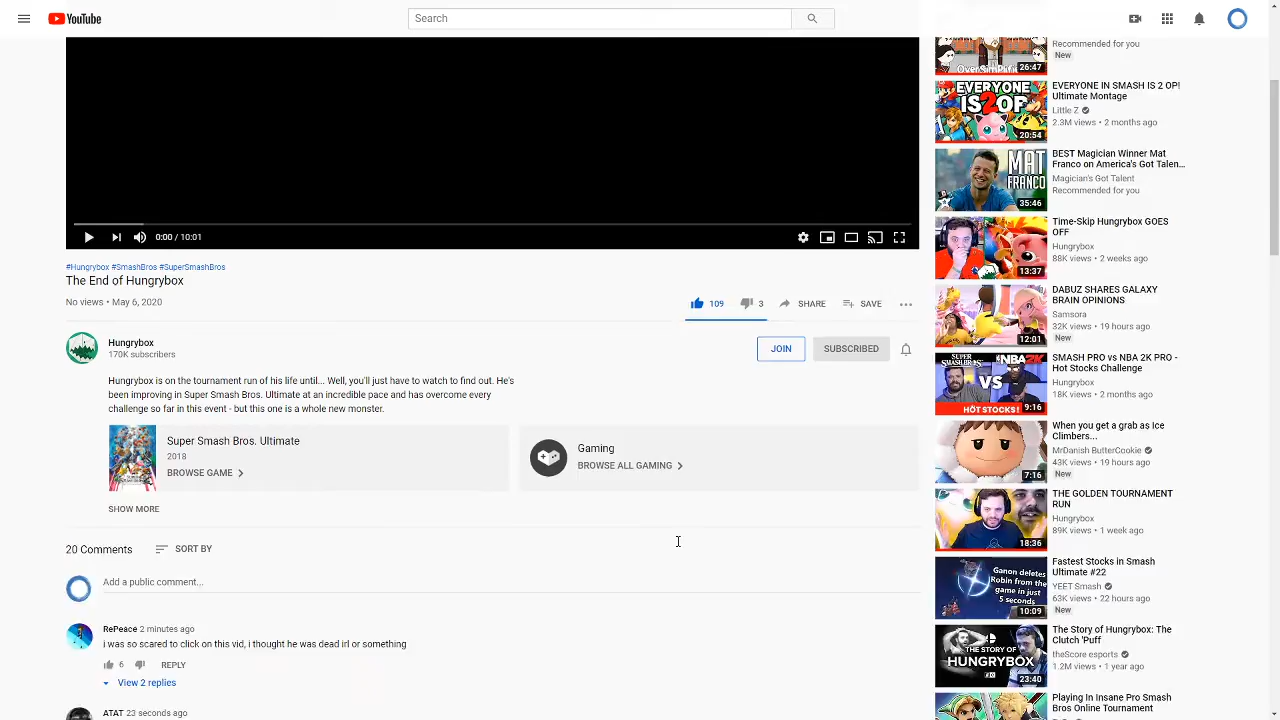 YouTube
Search
0:00 / 10:01
#Hungrybox #SmashBros #SuperSmashBros
The End of Hungrybox
No views • May 6, 2020
109
3
SHARE
SAVE
Hungrybox
170K subscribers
JOIN
SUBSCRIBED
Hungrybox is on the tournament run of his life until... Well, you'll just have to watch to find out. He's
been improving in Super Smash Bros. Ultimate at an incredible pace and has overcome every
challenge so far in this event - but this one is a whole new monster.
Super Smash Bros. Ultimate
2018
BROWSE GAME
Gaming
BROWSE ALL GAMING
SHOW MORE
20 Comments
SORT BY
Add a public comment...
RePeace 2 minutes ago
i was so scared to click on this vid, i thought he was dead irl or something
6
REPLY
View 2 replies
ATAT 23 seconds ago
26:47
Recommended for you
New
EVERYONE
IS 2 OP
20:54
EVERYONE IN SMASH IS 2 OP!
Ultimate Montage
Little Z
2.3M views • 2 months ago
MAT
FRANCO
35:46
BEST Magician Winner Mat
Franco on America's Got Talen...
Magician's Got Talent
Recommended for you
13:37
Time-Skip Hungrybox GOES
OFF
Hungrybox
88K views • 2 weeks ago
12:01
DABUZ SHARES GALAXY
BRAIN OPINIONS
Samsora
32K views • 19 hours ago
New
SUPER
SMASH BROS.
NBA 2K
VS
HOT STOCKS!
9:16
SMASH PRO vs NBA 2K PRO -
Hot Stocks Challenge
Hungrybox
18K views • 2 months ago
7:16
When you get a grab as Ice
Climbers...
MrDanish ButterCookie
43K views • 19 hours ago
New
18:36
THE GOLDEN TOURNAMENT
RUN
Hungrybox
89K views • 1 week ago
Ganon deletes
Robin from the
game in just
5 seconds
10:09
Fastest Stocks in Smash
Ultimate #22
YEET Smash
63K views • 22 hours ago
New
THE STORY OF
HUNGRYBOX
23:40
The Story of Hungrybox: The
Clutch 'Puff
theScore esports
1.2M views • 1 year ago
Playing In Insane Pro Smash
Bros Online Tournament